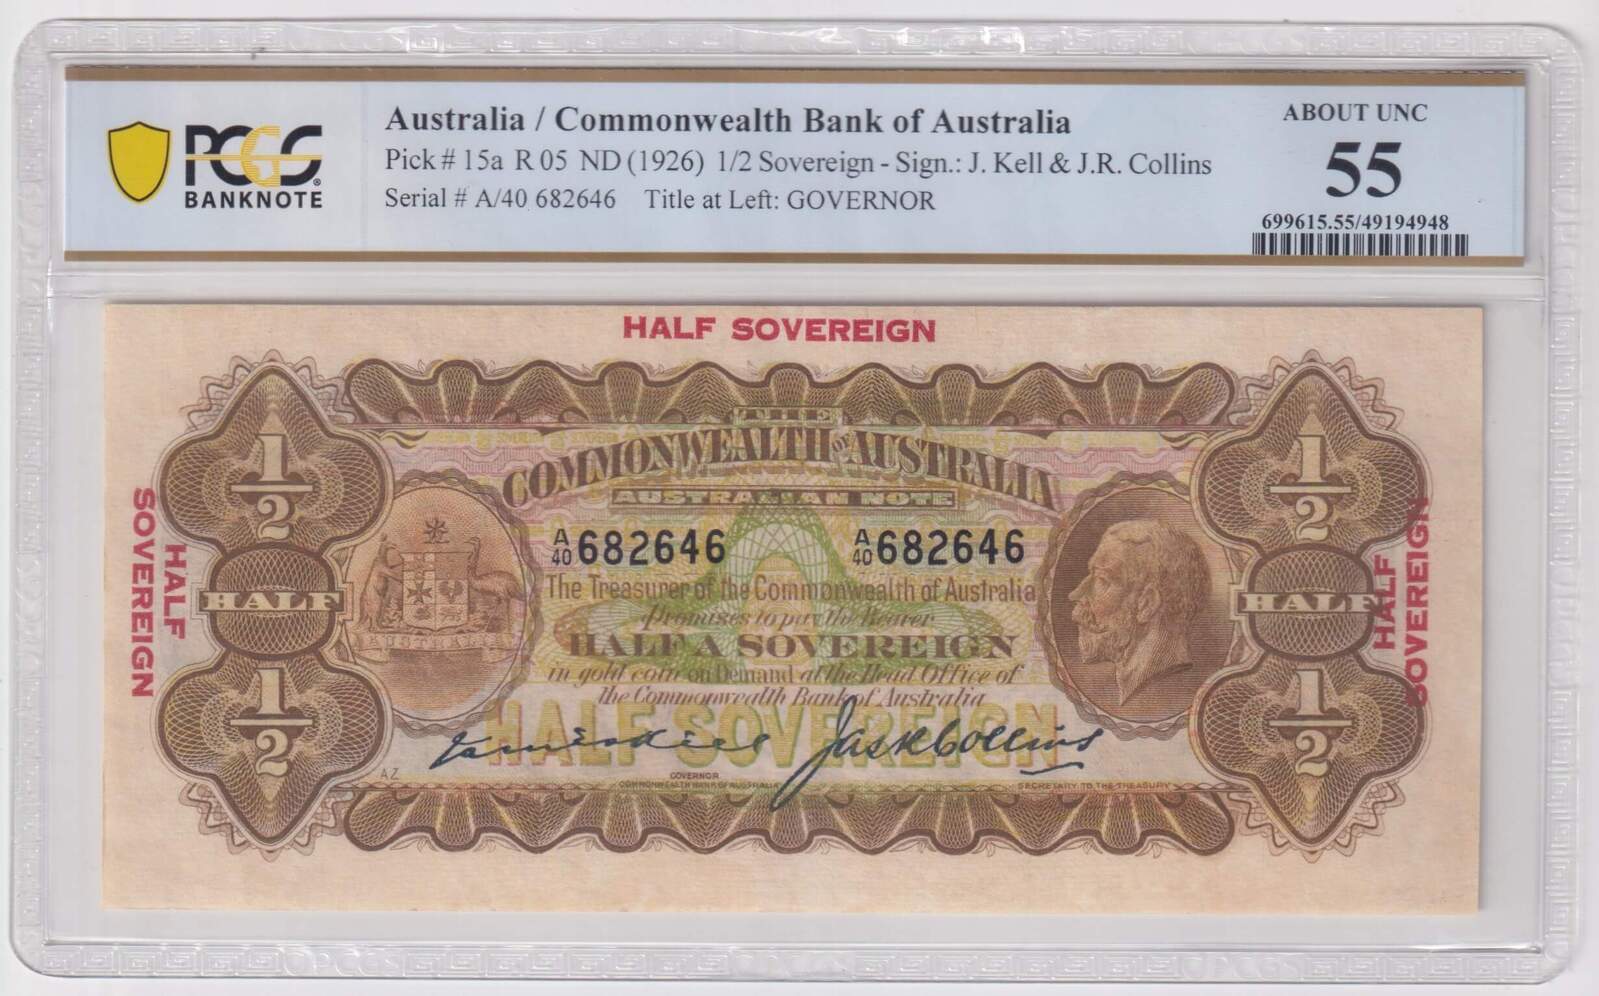 PCGS
BANKNOTE
Australia / Commonwealth Bank of Australia
Pick # 15a R 05 ND (1926) 1/2 Sovereign - Sign.: J. Kell & J.R. Collins
Serial # A/40 682646 Title at Left: GOVERNOR
ABOUT UNC
55
699615.55/49194948
HALF SOVEREIGN
THE
COMMONWEALTH OF AUSTRALIA
AUSTRALIAN NOTE
1/2
1/2
HALF SOVEREIGN
HALF
A/40 682646 A/40 682646
The Treasurer of the Commonwealth of Australia
Promises to pay the Bearer
HALF A SOVEREIGN
in gold coin on Demand at the Head Office of
the Commonwealth Bank of Australia
HALF SOVEREIGN
AUSTRALIA
HALF
HALF SOVEREIGN
1/2
1/2
James Kell Jas R Collins
AZ
GOVERNOR
COMMONWEALTH BANK OF AUSTRALIA
SECRETARY TO THE TREASURY